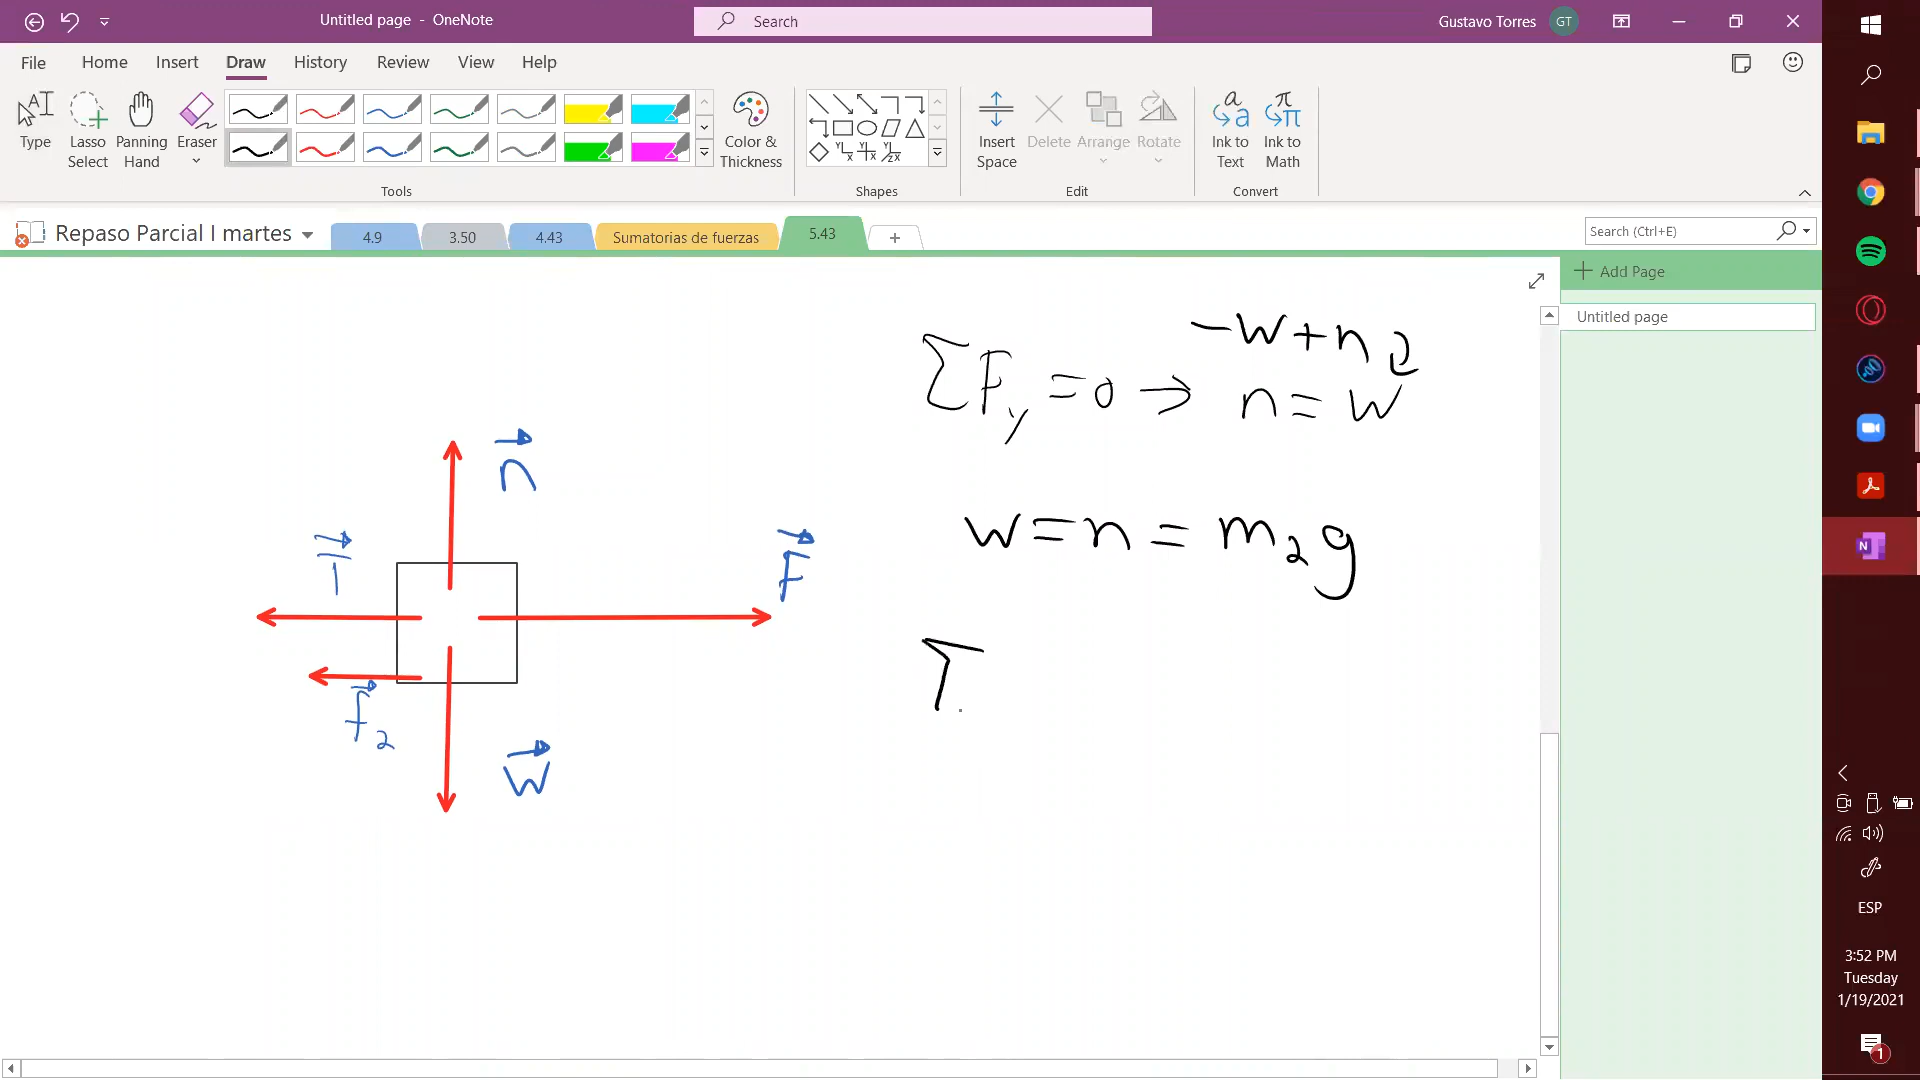 Untitled page - OneNote
Search
Gustavo Torres
GT
File Home Insert Draw History Review View Help
Type
Lasso Select
Panning Hand
Eraser
Color & Thickness
Insert Space
Delete
Arrange
Rotate
Ink to Text
Ink to Math
Tools
Shapes
Edit
Convert
Repaso Parcial I martes
4.9
3.50
4.43
Sumatorias de fuerzas
5.43
Search (Ctrl+E)
Add Page
Untitled page
-w+n
ΣFy = 0 → n = w
w = n = m₂g
Σ
n
T
F
f₂
w
ESP
3:52 PM
Tuesday
1/19/2021
1